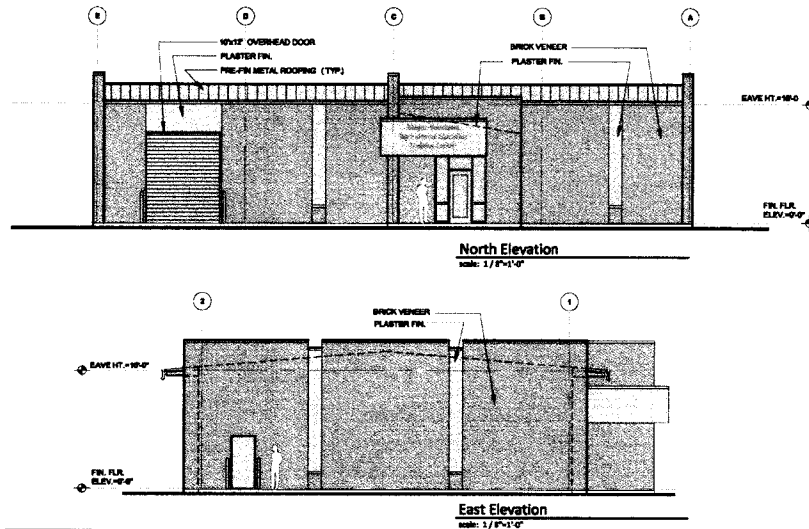 E D C B A
10'x12' OVERHEAD DOOR
PLASTER FIN.
PRE-FIN METAL ROOFING (TYP.)
BRICK VENEER
PLASTER FIN.
EAVE HT.=16'-0
FIN. FLR.
ELEV.=0'-0"
North Elevation
scale: 1/8"=1'-0"
2 1
BRICK VENEER
PLASTER FIN.
EAVE HT.=16'-0"
FIN. FLR.
ELEV.=0'-0"
East Elevation
scale: 1/8"=1'-0"